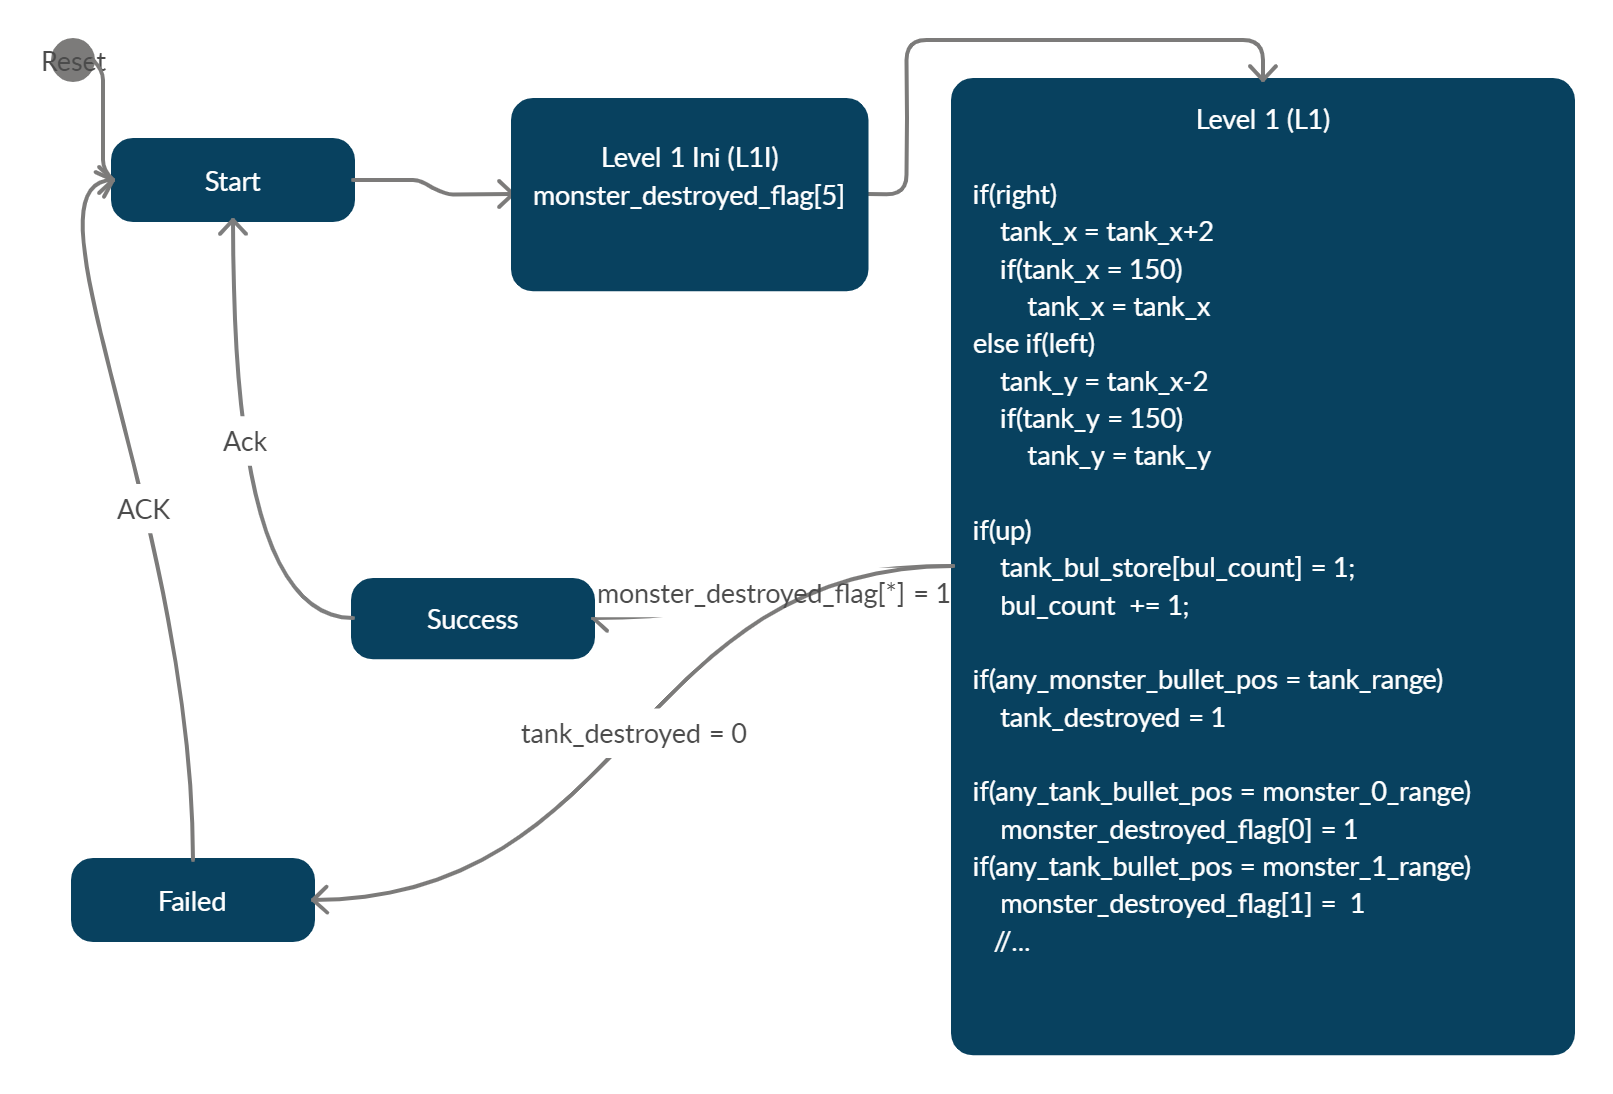 Reset
Start
Level 1 Ini (L1I)
monster_destroyed_flag[5]
Level 1 (L1)
if(right)
tank_x = tank_x+2
if(tank_x = 150)
tank_x = tank_x
else if(left)
tank_y = tank_x-2
if(tank_y = 150)
tank_y = tank_y
if(up)
tank_bul_store[bul_count] = 1;
bul_count  += 1;
if(any_monster_bullet_pos = tank_range)
tank_destroyed = 1
if(any_tank_bullet_pos = monster_0_range)
monster_destroyed_flag[0] = 1
if(any_tank_bullet_pos = monster_1_range)
monster_destroyed_flag[1] =  1
//...
Ack
ACK
monster_destroyed_flag[*] = 1
Success
tank_destroyed = 0
Failed